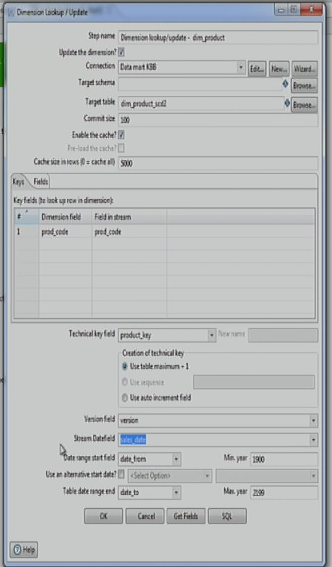 Dimension Lookup / Update
Step name Dimension lookup/update - dim_product
Update the dimension?
Connection Data mart KBB Edit... New... Wizard...
Target schema Browse...
Target table dim_product_scd2 Browse...
Commit size 100
Enable the cache?
Pre-load the cache?
Cache size in rows (0 = cache all) 5000
Keys Fields
Key fields (to look up row in dimension):
# Dimension field Field in stream
1 prod_code prod_code
Technical key field product_key New name
Creation of technical key
Use table maximum + 1
Use sequence
Use auto increment field
Version field version
Stream Datefield sales_date
Date range start field date_from Min. year 1900
Use an alternative start date? <Select Option>
Table date range end date_to Max. year 2199
OK Cancel Get Fields SQL
Help